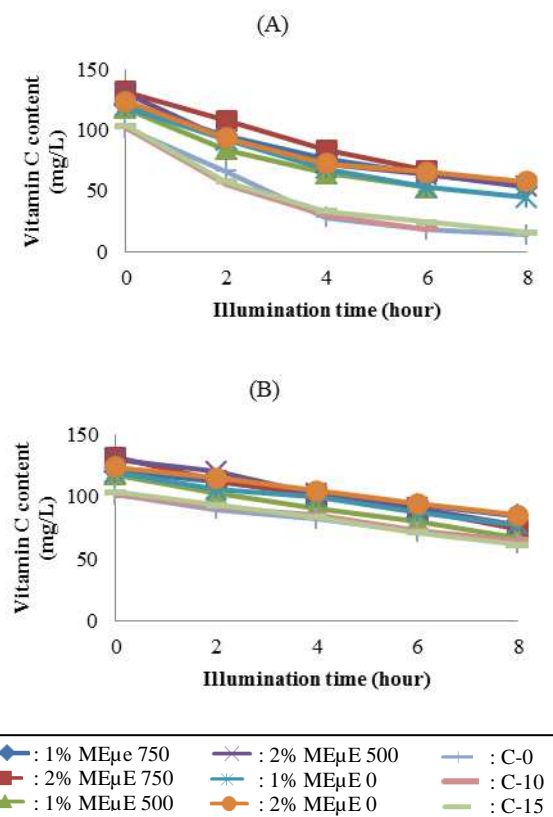 (A)
150
100
50
0
Vitamin C content
(mg/L)
0 2 4 6 8
Illumination time (hour)
(B)
150
100
50
0
Vitamin C content
(mg/L)
0 2 4 6 8
Illumination time (hour)
: 1% MEµe 750 : 2% MEµE 500 : C-0
: 2% MEµE 750 : 1% MEµE 0 : C-10
: 1% MEµE 500 : 2% MEµE 0 : C-15